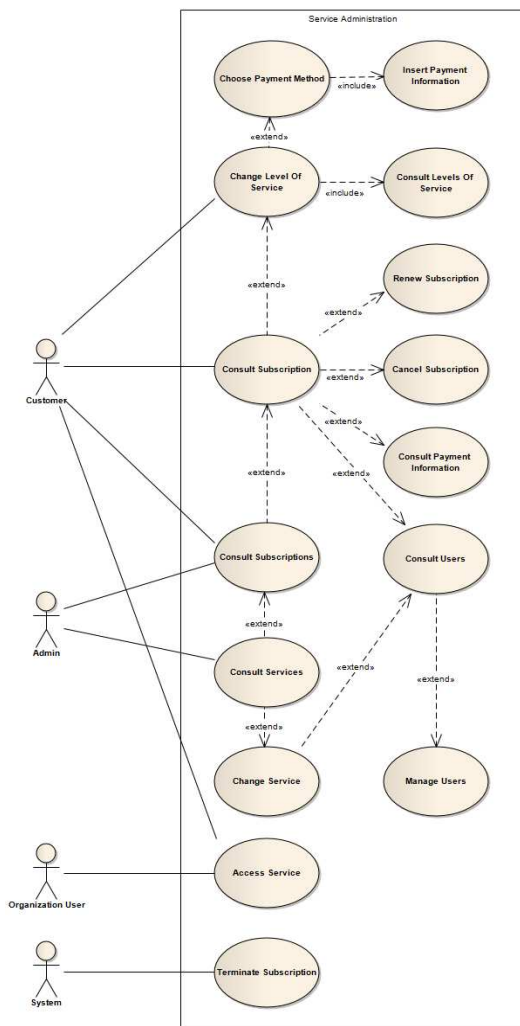 Service Administration
Choose Payment Method
«include»
Insert Payment
Information
«extend»
Change Level Of
Service
«include»
Consult Levels Of
Service
«extend»
Renew Subscription
«extend»
Customer
Consult Subscription
«extend»
Cancel Subscription
«extend»
Consult Payment
Information
«extend»
«extend»
Consult Subscriptions
Consult Users
Admin
«extend»
Consult Services
«extend»
«extend»
«extend»
Change Service
Manage Users
Organization User
Access Service
System
Terminate Subscription